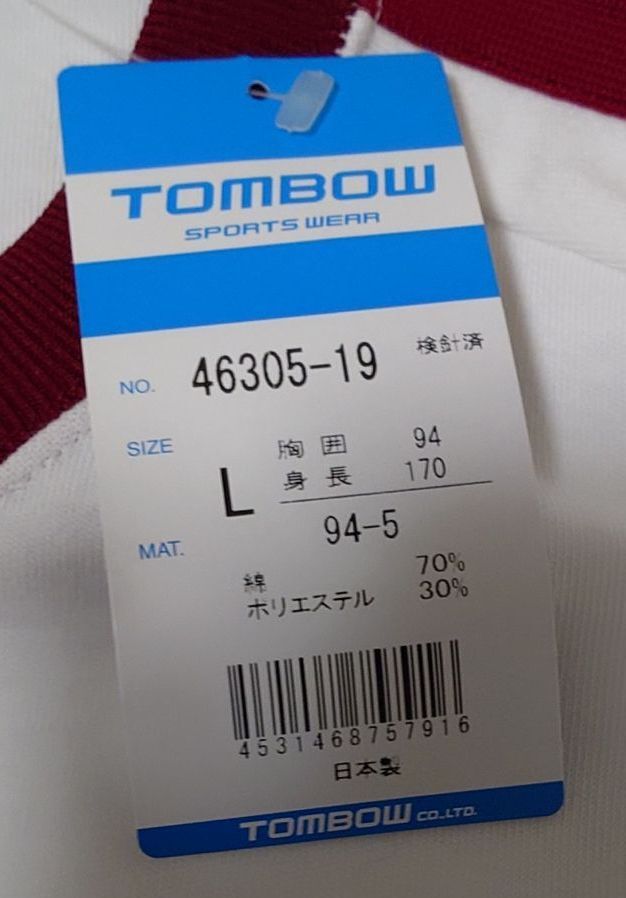 TOMBOW
SPORTS WEAR
検針済
NO. 46305-19
SIZE L
胸囲 94
身長 170
94-5
MAT.
綿 70%
ポリエステル 30%
4531468757916
日本製
TOMBOW CO.,LTD.